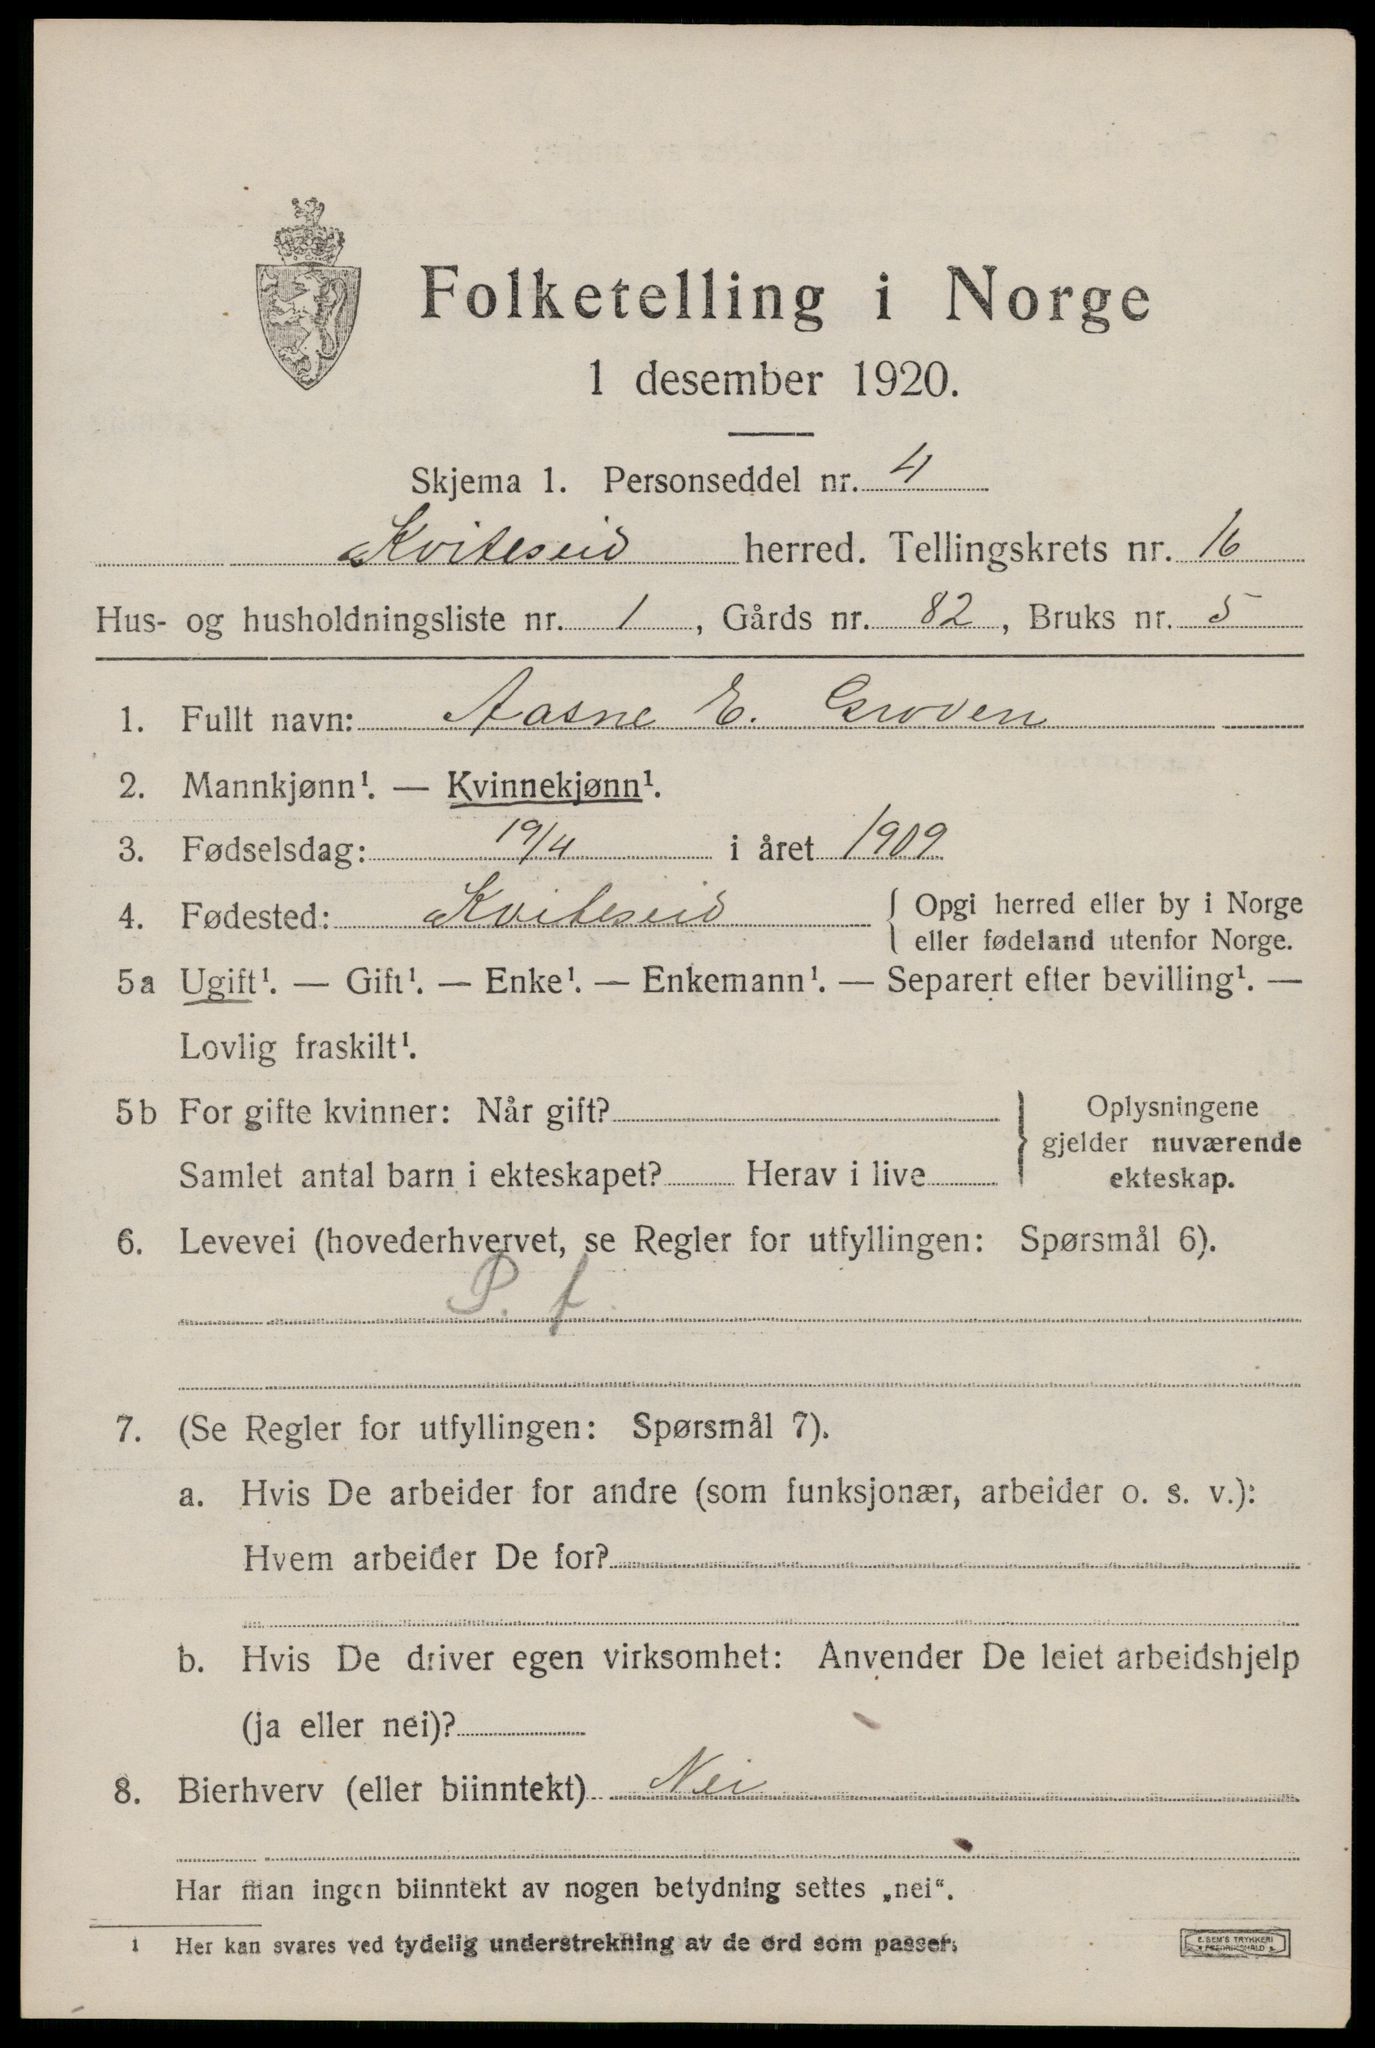 Folketelling i Norge
1 desember 1920.
Skjema 1. Personseddel nr. 4
Kviteseid herred. Tellingskrets nr. 16
Hus- og husholdningsliste nr. 1, Gårds nr. 82, Bruks nr. 5
1. Fullt navn: Aasne E. Groven
2. Mannkjønn¹. — Kvinnekjønn¹.
3. Fødselsdag: 19/4 i året 1909
4. Fødested: Kviteseid { Opgi herred eller by i Norge
eller fødeland utenfor Norge.
5a Ugift¹. — Gift¹. — Enke¹. — Enkemann¹. — Separert efter bevilling¹. —
Lovlig fraskilt¹.
5b For gifte kvinner: Når gift?
Samlet antal barn i ekteskapet? Herav i live
} Oplysningene
gjelder nuværende
ekteskap.
6. Levevei (hovederhvervet, se Regler for utfyllingen: Spørsmål 6).
P. f
7. (Se Regler for utfyllingen: Spørsmål 7).
a. Hvis De arbeider for andre (som funksjonær, arbeider o. s. v.):
Hvem arbeider De for?
b. Hvis De driver egen virksomhet: Anvender De leiet arbeidshjelp
(ja eller nei)?
8. Bierhverv (eller biinntekt) Nei
Har man ingen biinntekt av nogen betydning settes „nei“.
1 Her kan svares ved tydelig understrekning av de ord som passer.
E. SEM'S TRYKKERI
FREDRIKSHALD